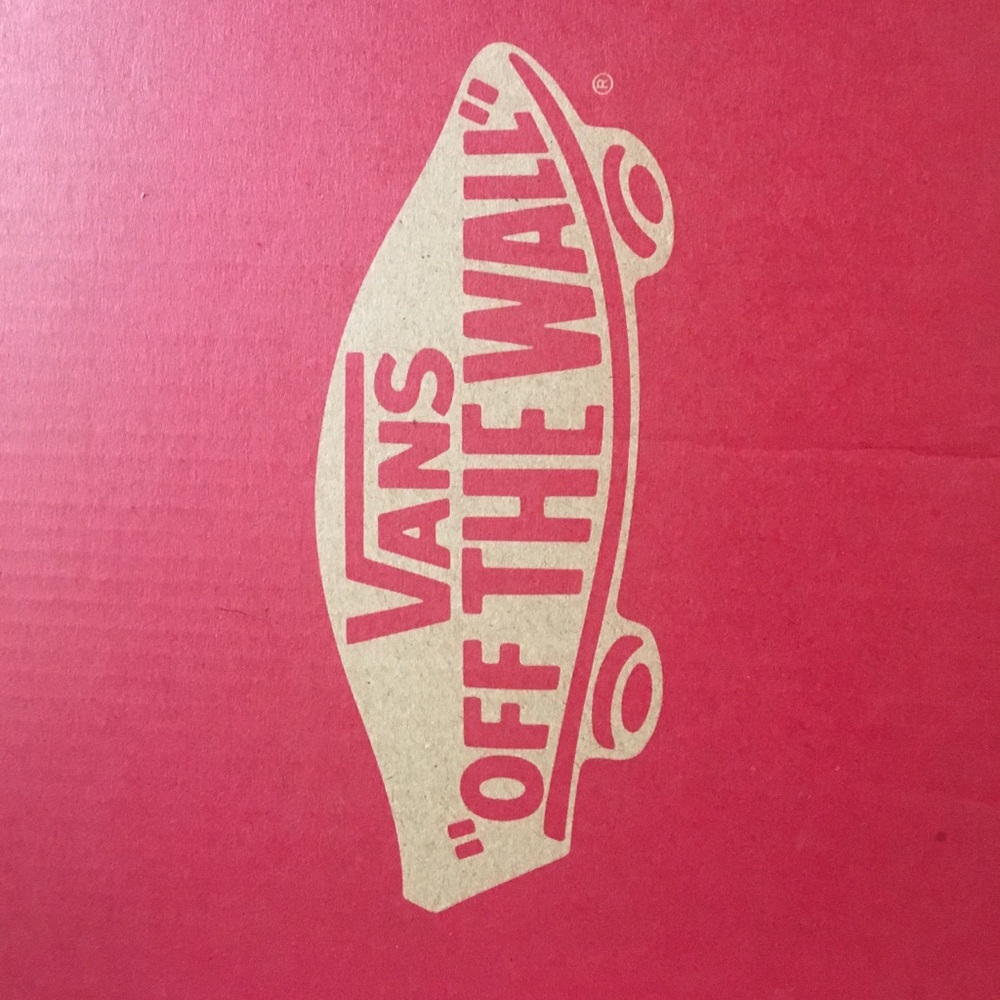 VANS
"OFF THE WALL"
®